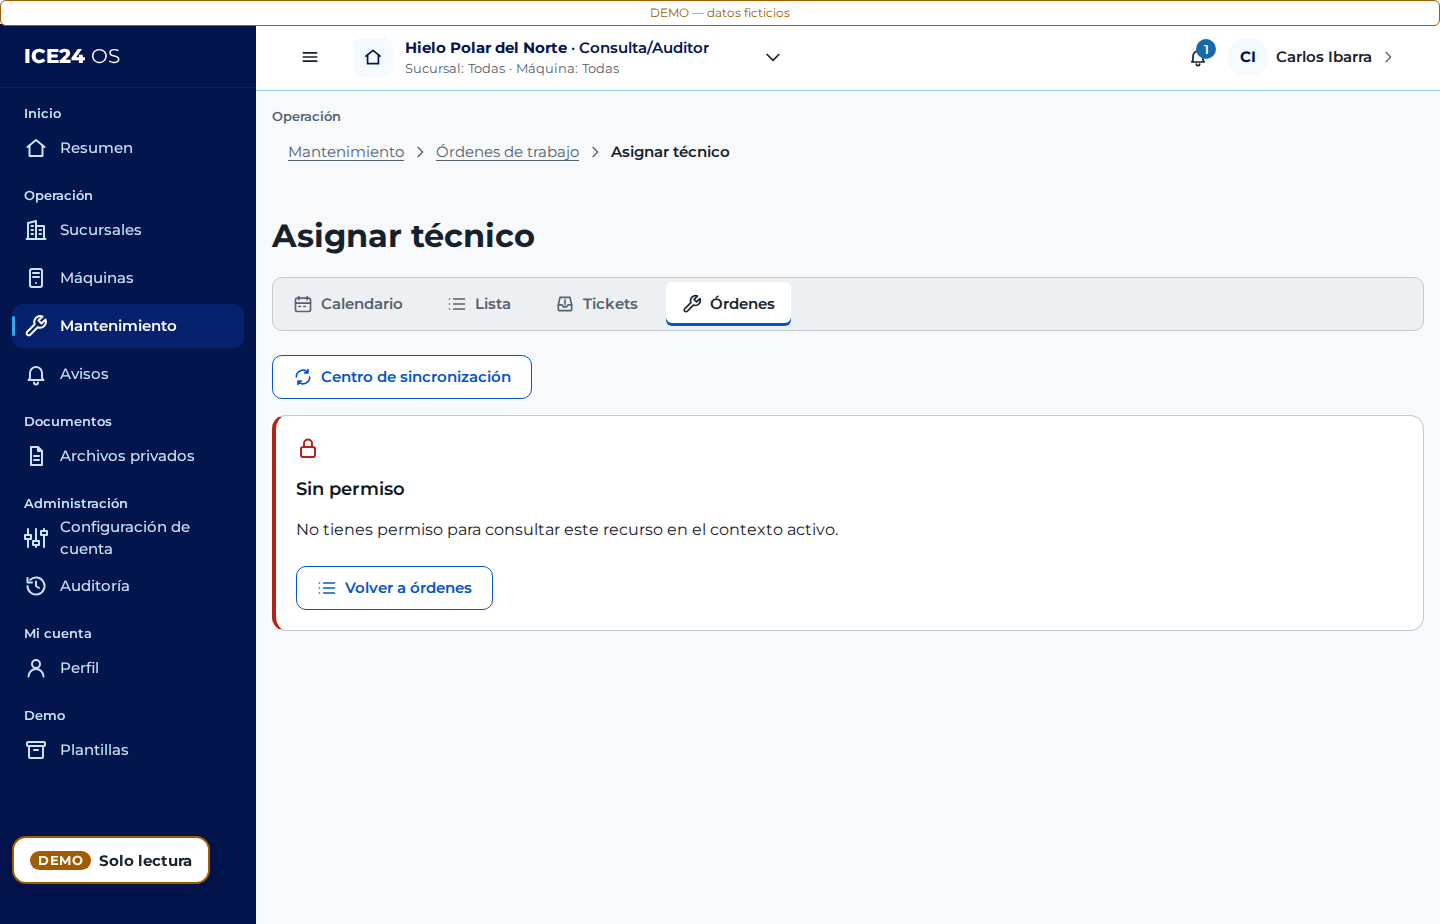 DEMO — datos ficticios
ICE24 OS
Inicio
Resumen
Operación
Sucursales
Máquinas
Mantenimiento
Avisos
Documentos
Archivos privados
Administración
Configuración de
cuenta
Auditoría
Mi cuenta
Perfil
Demo
Plantillas
DEMO Solo lectura
Hielo Polar del Norte · Consulta/Auditor
Sucursal: Todas · Máquina: Todas
1
CI Carlos Ibarra
Operación
Mantenimiento > Órdenes de trabajo > Asignar técnico
Asignar técnico
Calendario Lista Tickets Órdenes
Centro de sincronización
Sin permiso
No tienes permiso para consultar este recurso en el contexto activo.
Volver a órdenes